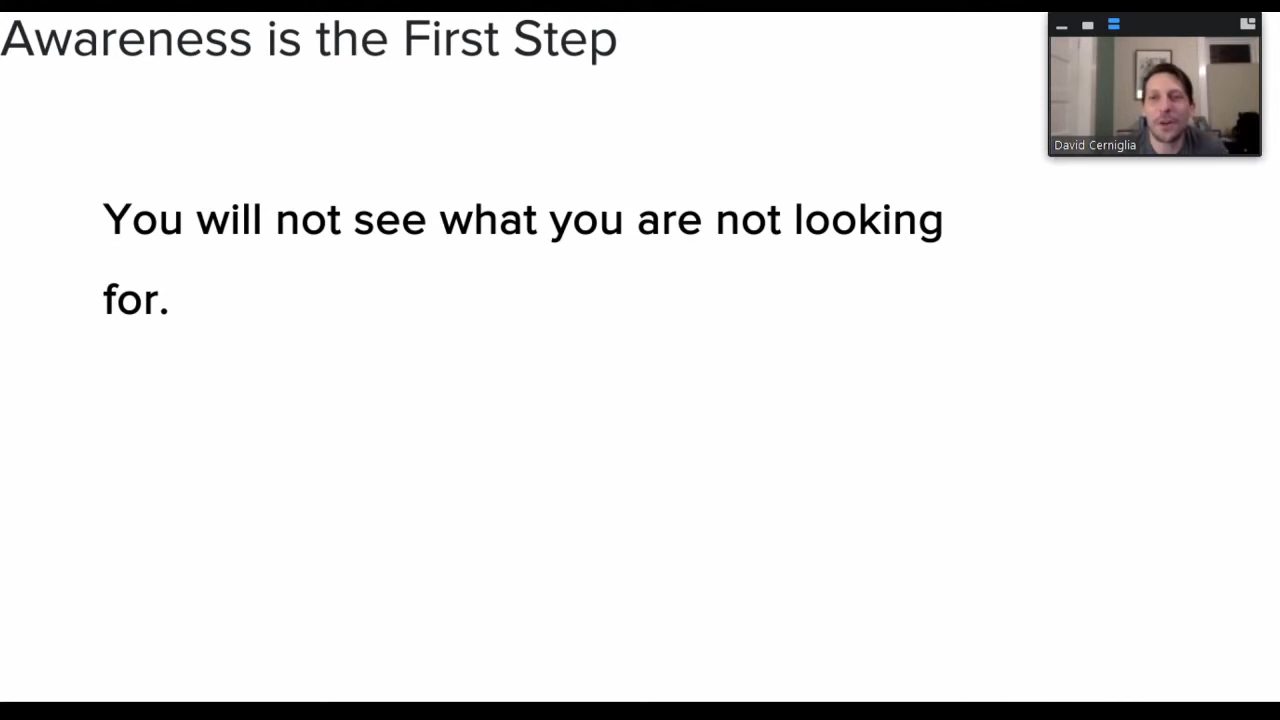 Awareness is the First Step
You will not see what you are not looking
for.
David Cerniglia